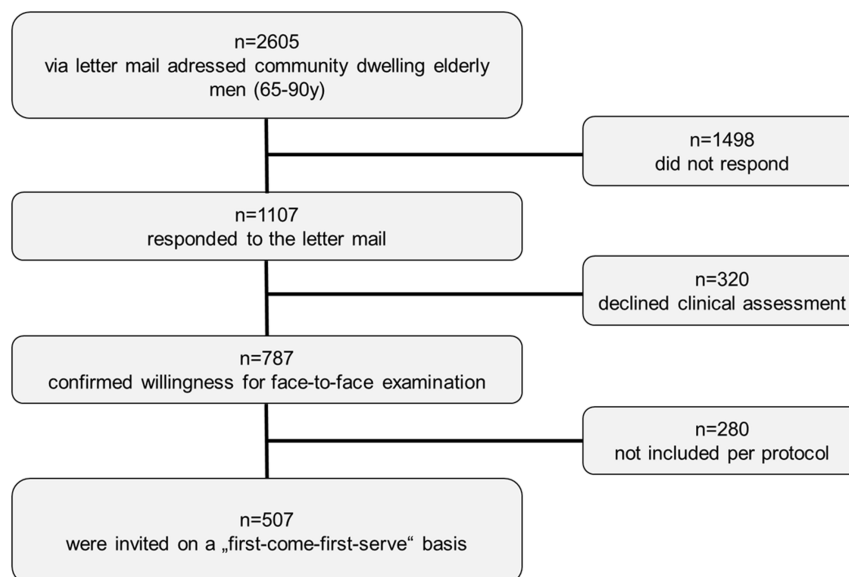 n=2605
via letter mail adressed community dwelling elderly
men (65-90y)
n=1498
did not respond
n=1107
responded to the letter mail
n=320
declined clinical assessment
n=787
confirmed willingness for face-to-face examination
n=280
not included per protocol
n=507
were invited on a „first-come-first-serve“ basis